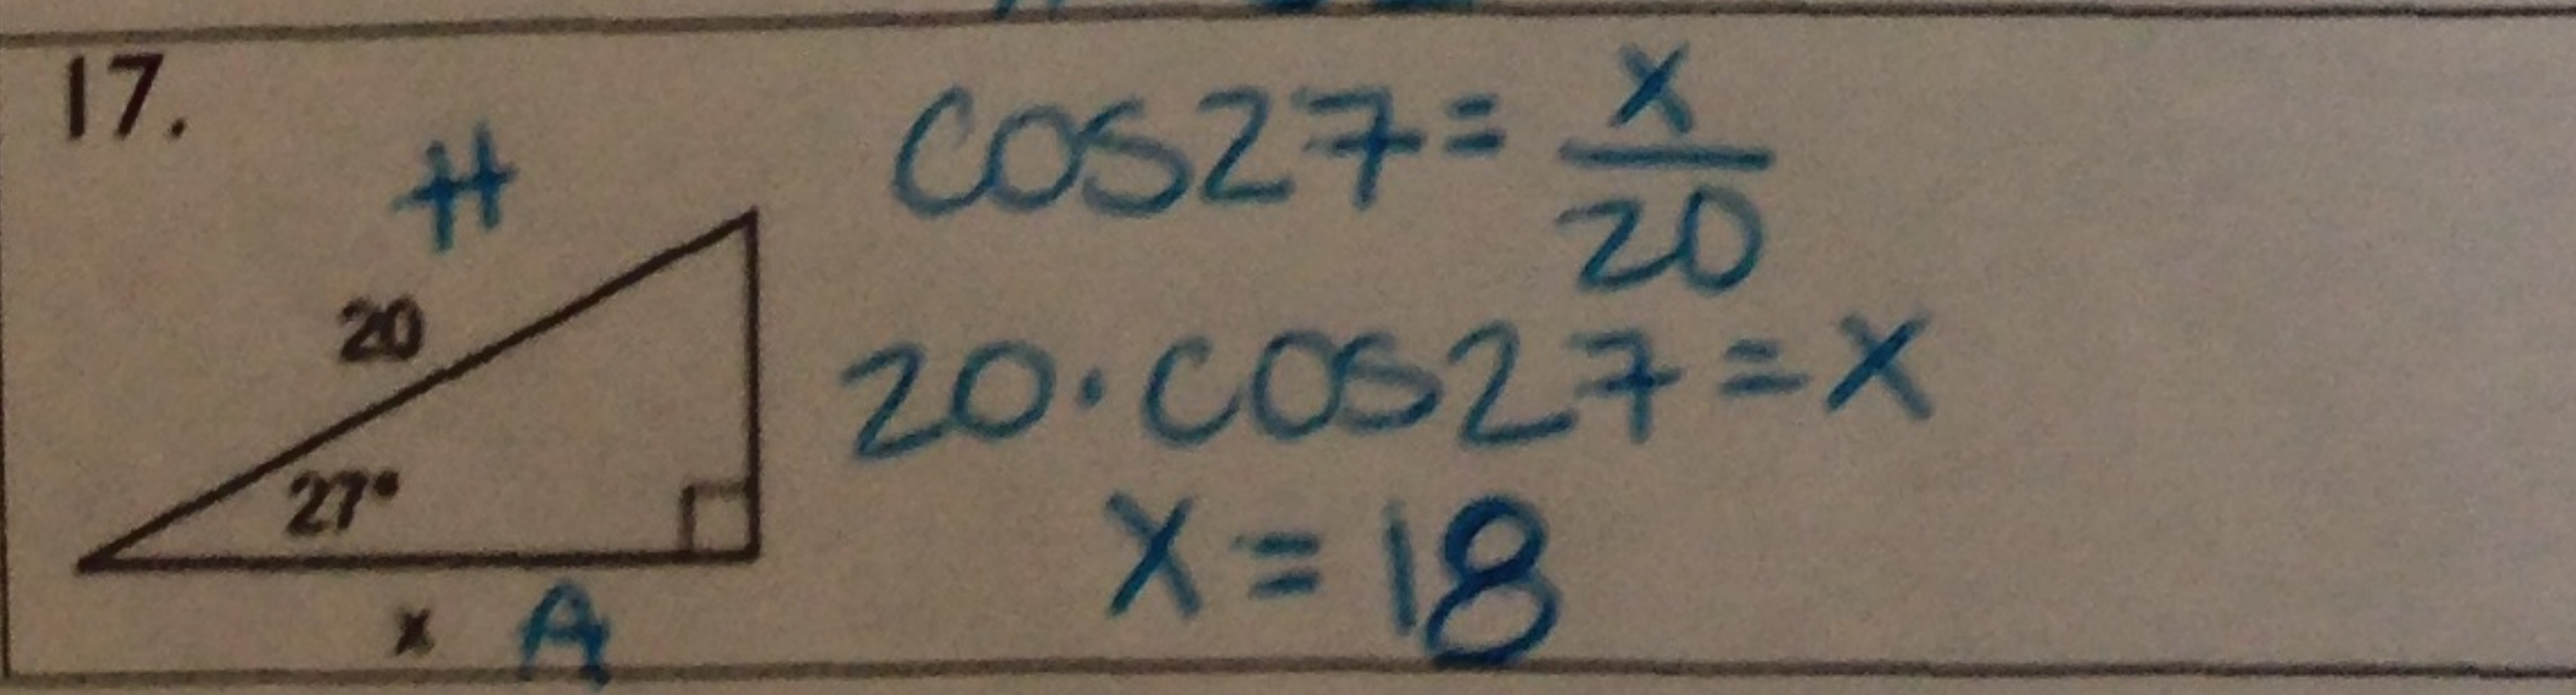 17.
H
20
27°
x A
cos27 = x/20
20·cos27 = x
x = 18